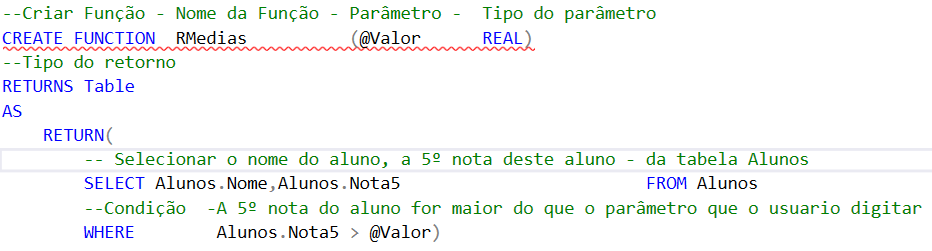 --Criar Função - Nome da Função - Parâmetro -  Tipo do parâmetro
CREATE FUNCTION  RMedias          (@Valor      REAL)
--Tipo do retorno
RETURNS Table
AS
    RETURN(
        -- Selecionar o nome do aluno, a 5º nota deste aluno - da tabela Alunos
        SELECT Alunos.Nome,Alunos.Nota5                        FROM Alunos
        --Condição  -A 5º nota do aluno for maior do que o parâmetro que o usuario digitar
        WHERE        Alunos.Nota5 > @Valor)